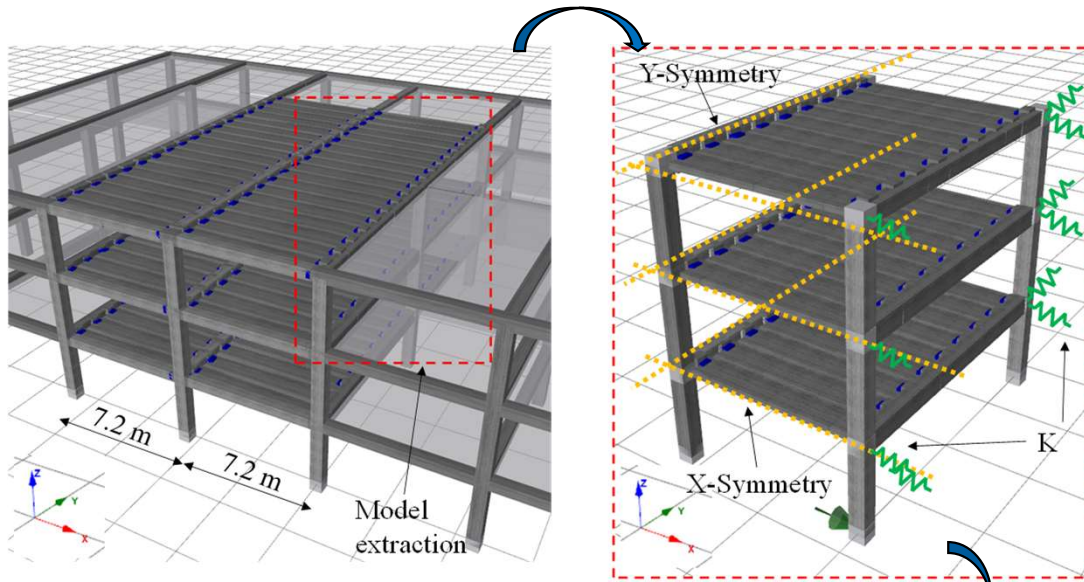 7.2 m
7.2 m
Model
extraction
Z
Y
X
Y-Symmetry
X-Symmetry
K
Z
Y
X